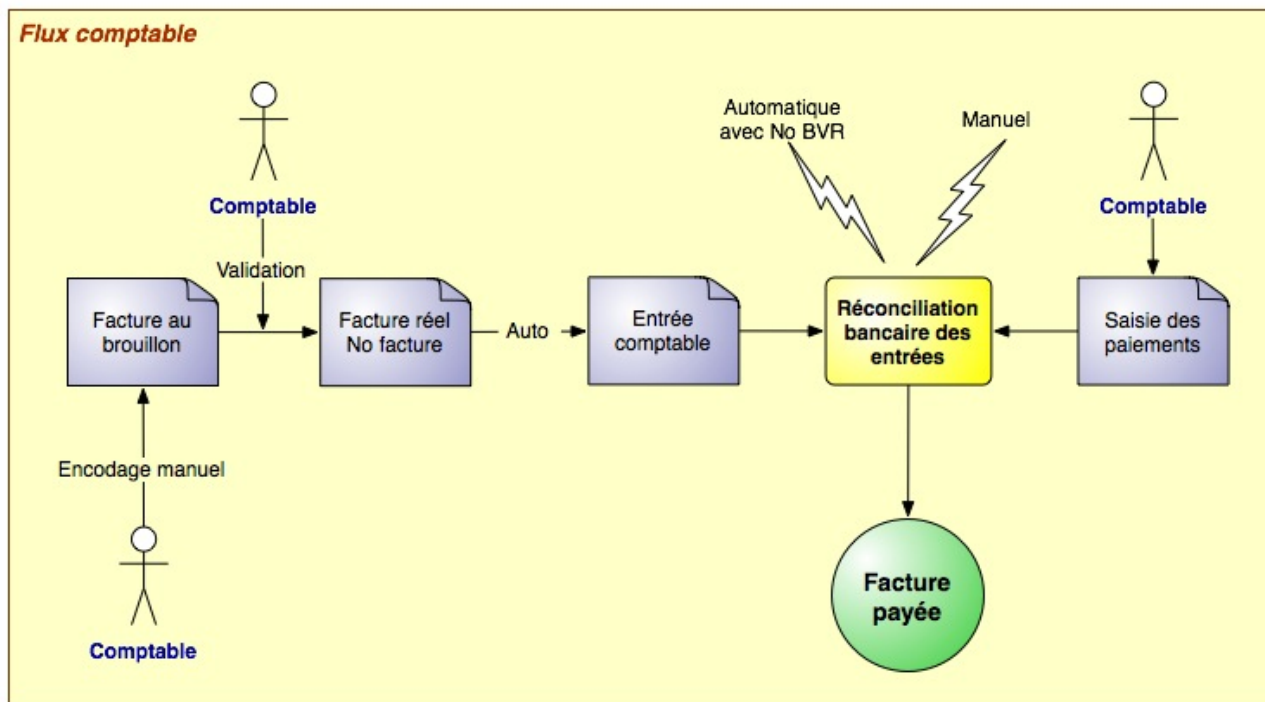 Flux comptable
Automatique
avec No BVR
Manuel
Comptable
Comptable
Validation
Facture au
brouillon
Facture réel
No facture
Auto
Entrée
comptable
Réconciliation
bancaire des
entrées
Saisie des
paiements
Encodage manuel
Comptable
Facture
payée